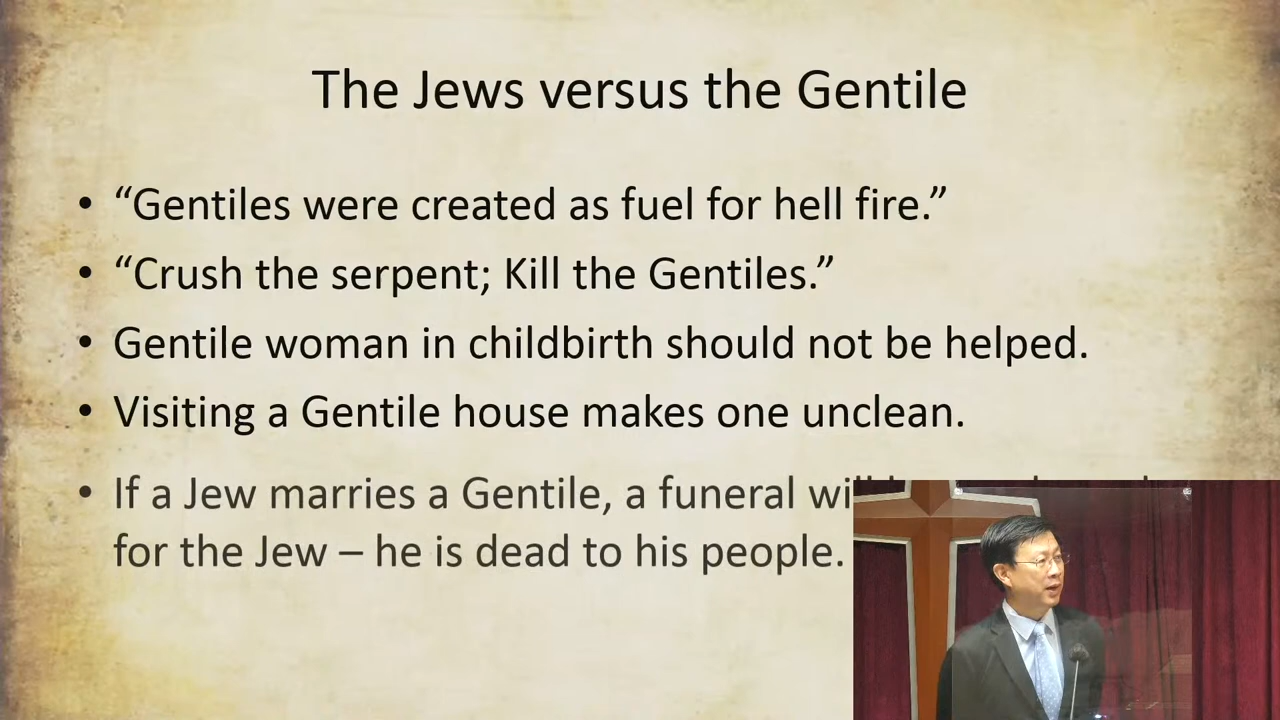 The Jews versus the Gentile
• “Gentiles were created as fuel for hell fire.”
• “Crush the serpent; Kill the Gentiles.”
• Gentile woman in childbirth should not be helped.
• Visiting a Gentile house makes one unclean.
• If a Jew marries a Gentile, a funeral
for the Jew – he is dead to his people.